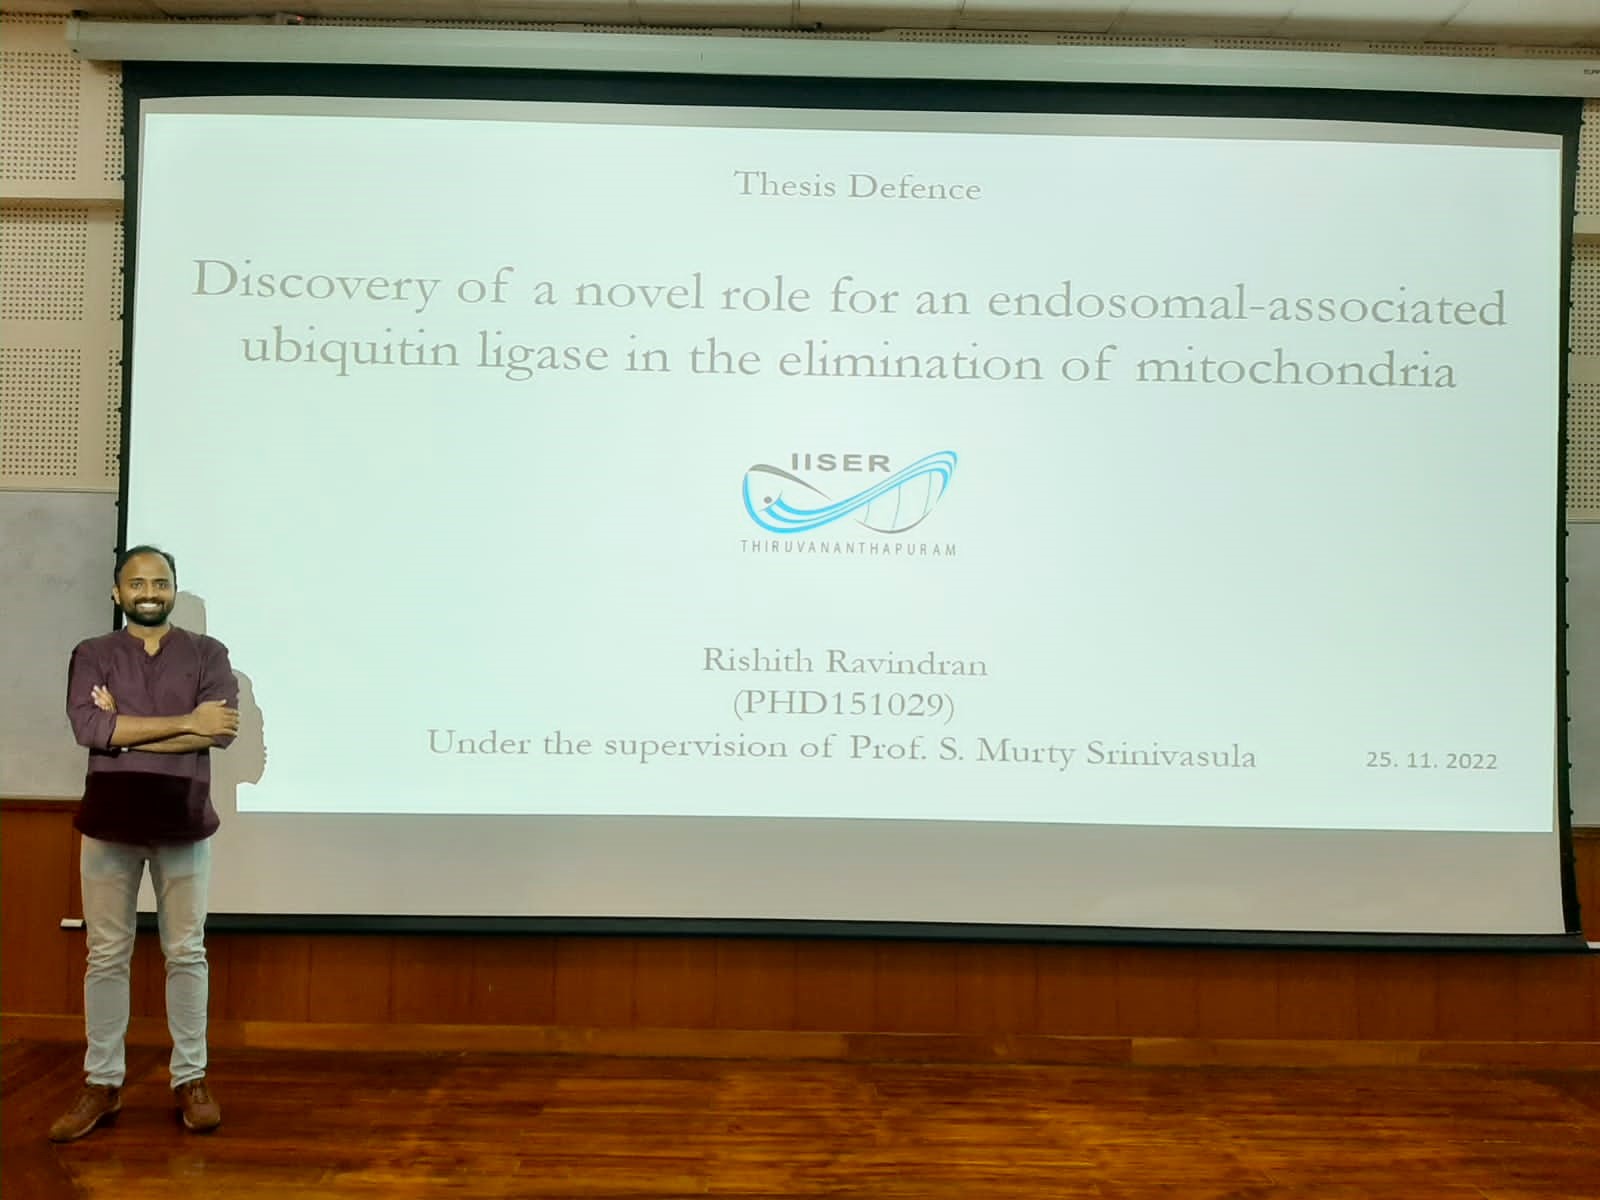 Thesis Defence
Discovery of a novel role for an endosomal-associated
ubiquitin ligase in the elimination of mitochondria
IISER
THIRUVANANTHAPURAM
Rishith Ravindran
(PHD151029)
Under the supervision of Prof. S. Murty Srinivasula
25. 11. 2022